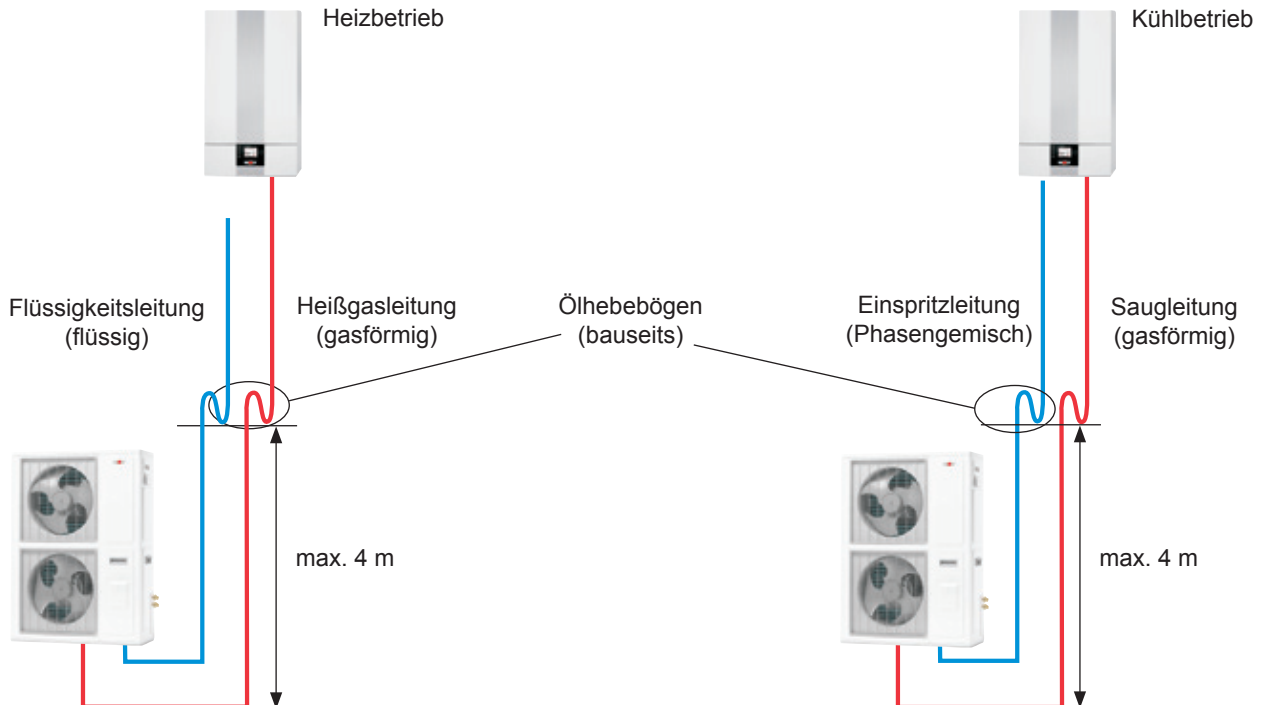 Heizbetrieb
Kühlbetrieb
Flüssigkeitsleitung
(flüssig)
Heißgasleitung
(gasförmig)
Ölhebebögen
(bauseits)
Einspritzleitung
(Phasengemisch)
Saugleitung
(gasförmig)
max. 4 m
max. 4 m